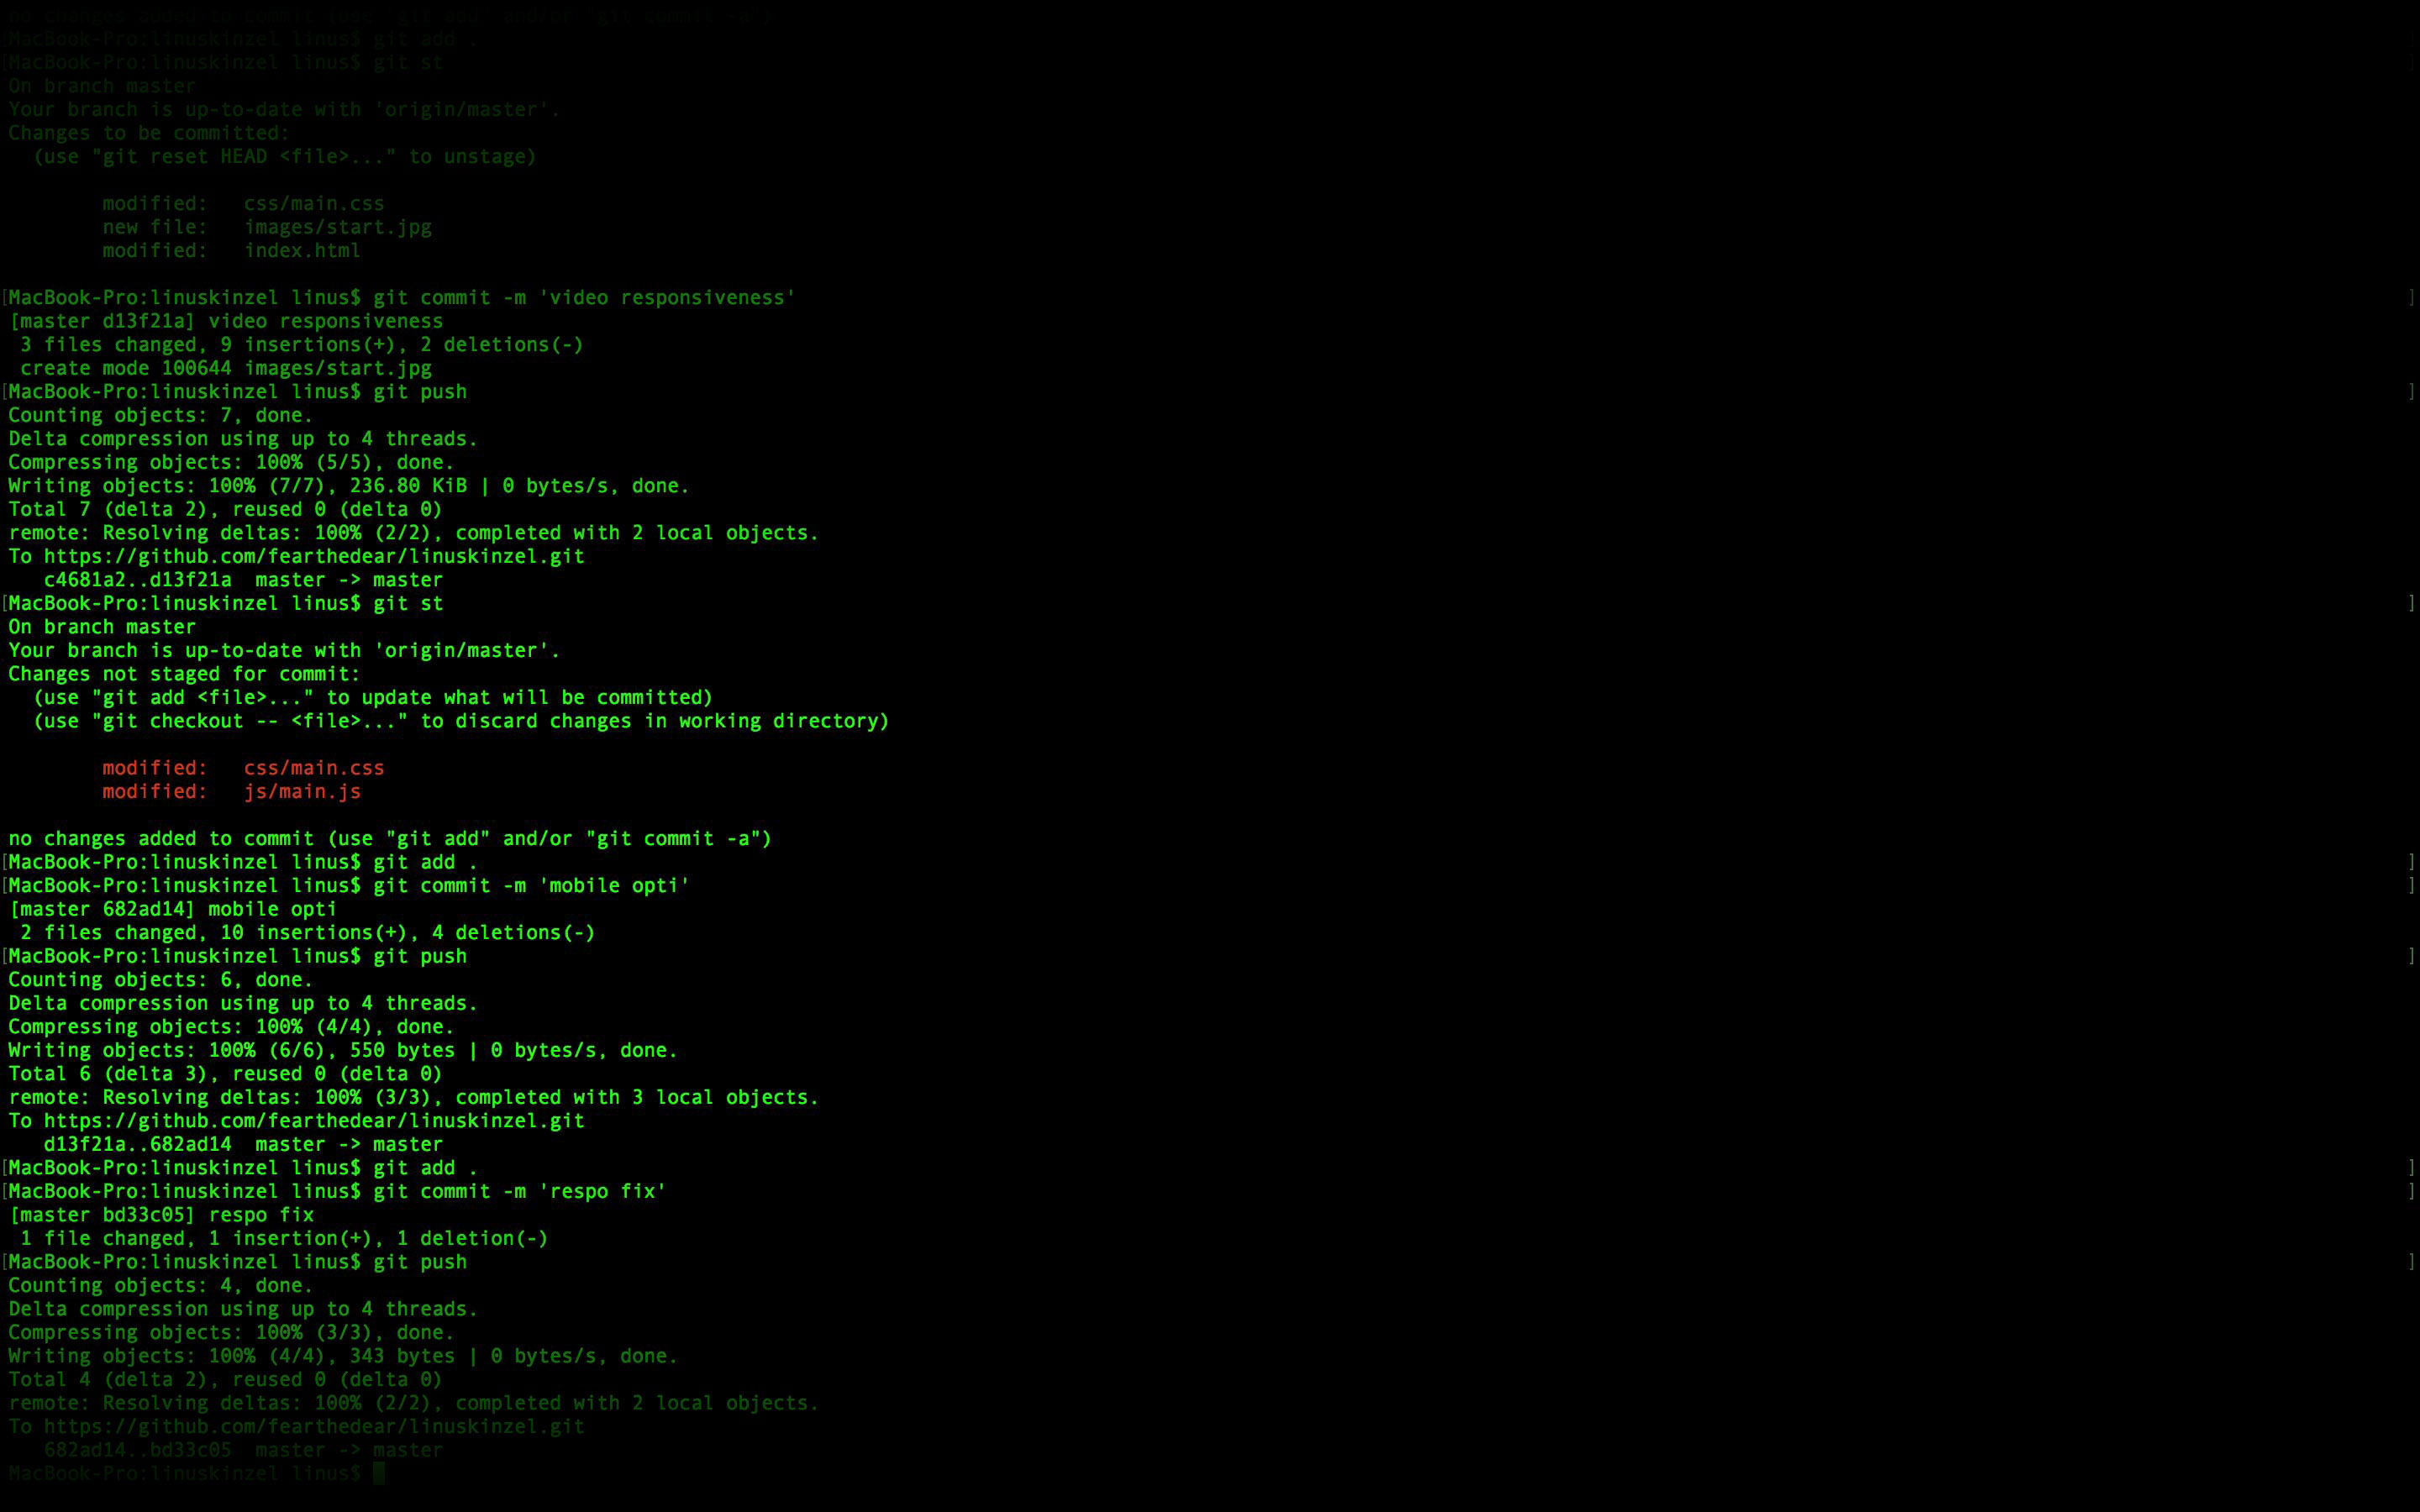 no changes added to commit (use "git add" and/or "git commit -a")
MacBook-Pro:linuskinzel linus$ git add .
[MacBook-Pro:linuskinzel linus$ git st
On branch master
Your branch is up-to-date with 'origin/master'.
Changes to be committed:
  (use "git reset HEAD <file>..." to unstage)
        modified:   css/main.css
        new file:   images/start.jpg
        modified:   index.html
[MacBook-Pro:linuskinzel linus$ git commit -m 'video responsiveness' ]
[master d13f21a] video responsiveness
 3 files changed, 9 insertions(+), 2 deletions(-)
 create mode 100644 images/start.jpg
[MacBook-Pro:linuskinzel linus$ git push ]
Counting objects: 7, done.
Delta compression using up to 4 threads.
Compressing objects: 100% (5/5), done.
Writing objects: 100% (7/7), 236.80 KiB | 0 bytes/s, done.
Total 7 (delta 2), reused 0 (delta 0)
remote: Resolving deltas: 100% (2/2), completed with 2 local objects.
To https://github.com/fearthedear/linuskinzel.git
   c4681a2..d13f21a  master -> master
[MacBook-Pro:linuskinzel linus$ git st ]
On branch master
Your branch is up-to-date with 'origin/master'.
Changes not staged for commit:
  (use "git add <file>..." to update what will be committed)
  (use "git checkout -- <file>..." to discard changes in working directory)
        modified:   css/main.css
        modified:   js/main.js
no changes added to commit (use "git add" and/or "git commit -a")
[MacBook-Pro:linuskinzel linus$ git add . ]
[MacBook-Pro:linuskinzel linus$ git commit -m 'mobile opti' ]
[master 682ad14] mobile opti
 2 files changed, 10 insertions(+), 4 deletions(-)
[MacBook-Pro:linuskinzel linus$ git push ]
Counting objects: 6, done.
Delta compression using up to 4 threads.
Compressing objects: 100% (4/4), done.
Writing objects: 100% (6/6), 550 bytes | 0 bytes/s, done.
Total 6 (delta 3), reused 0 (delta 0)
remote: Resolving deltas: 100% (3/3), completed with 3 local objects.
To https://github.com/fearthedear/linuskinzel.git
   d13f21a..682ad14  master -> master
[MacBook-Pro:linuskinzel linus$ git add . ]
[MacBook-Pro:linuskinzel linus$ git commit -m 'respo fix' ]
[master bd33c05] respo fix
 1 file changed, 1 insertion(+), 1 deletion(-)
[MacBook-Pro:linuskinzel linus$ git push ]
Counting objects: 4, done.
Delta compression using up to 4 threads.
Compressing objects: 100% (3/3), done.
Writing objects: 100% (4/4), 343 bytes | 0 bytes/s, done.
Total 4 (delta 2), reused 0 (delta 0)
remote: Resolving deltas: 100% (2/2), completed with 2 local objects.
To https://github.com/fearthedear/linuskinzel.git
   682ad14..bd33c05  master -> master
MacBook-Pro:linuskinzel linus$